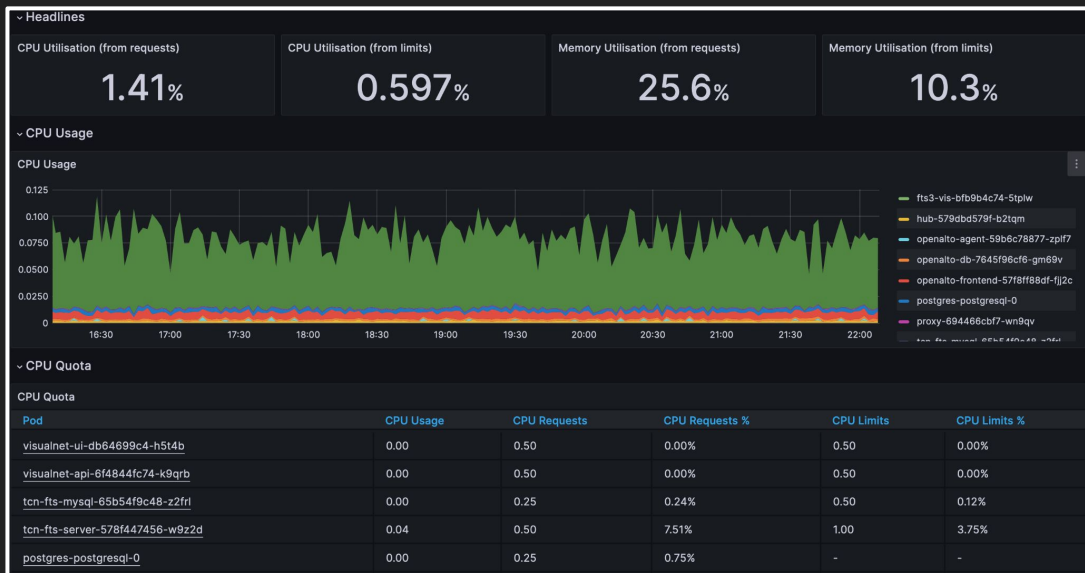 Headlines
CPU Utilisation (from requests)
1.41%
CPU Utilisation (from limits)
0.597%
Memory Utilisation (from requests)
25.6%
Memory Utilisation (from limits)
10.3%
CPU Usage
CPU Usage
0.125
0.100
0.0750
0.0500
0.0250
0
16:30 17:00 17:30 18:00 18:30 19:00 19:30 20:00 20:30 21:00 21:30 22:00
fts3-vis-bfb9b4c74-5tplw
hub-579dbd579f-b2tqm
openalto-agent-59b6c78877-zplf7
openalto-db-7645f96cf6-gm69v
openalto-frontend-57f8ff88df-fjj2c
postgres-postgresql-0
proxy-694466cbf7-wn9qv
tcn-fts-mysql-65b54f9c48-z2frl
CPU Quota
CPU Quota
Pod CPU Usage CPU Requests CPU Requests % CPU Limits CPU Limits %
visualnet-ui-db64699c4-h5t4b 0.00 0.50 0.00% 0.50 0.00%
visualnet-api-6f4844fc74-k9qrb 0.00 0.50 0.00% 0.50 0.00%
tcn-fts-mysql-65b54f9c48-z2frl 0.00 0.25 0.24% 0.50 0.12%
tcn-fts-server-578f447456-w9z2d 0.04 0.50 7.51% 1.00 3.75%
postgres-postgresql-0 0.00 0.25 0.75% - -